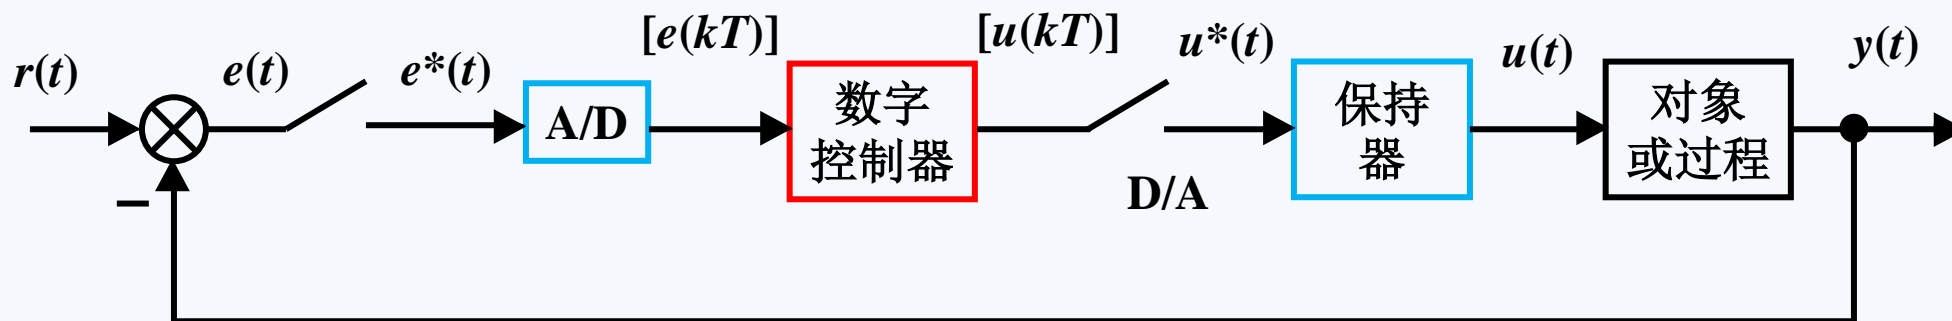 r(t)
e(t)
e*(t)
A/D
[e(kT)]
数字
控制器
[u(kT)]
u*(t)
D/A
保持
器
u(t)
对象
或过程
y(t)
−